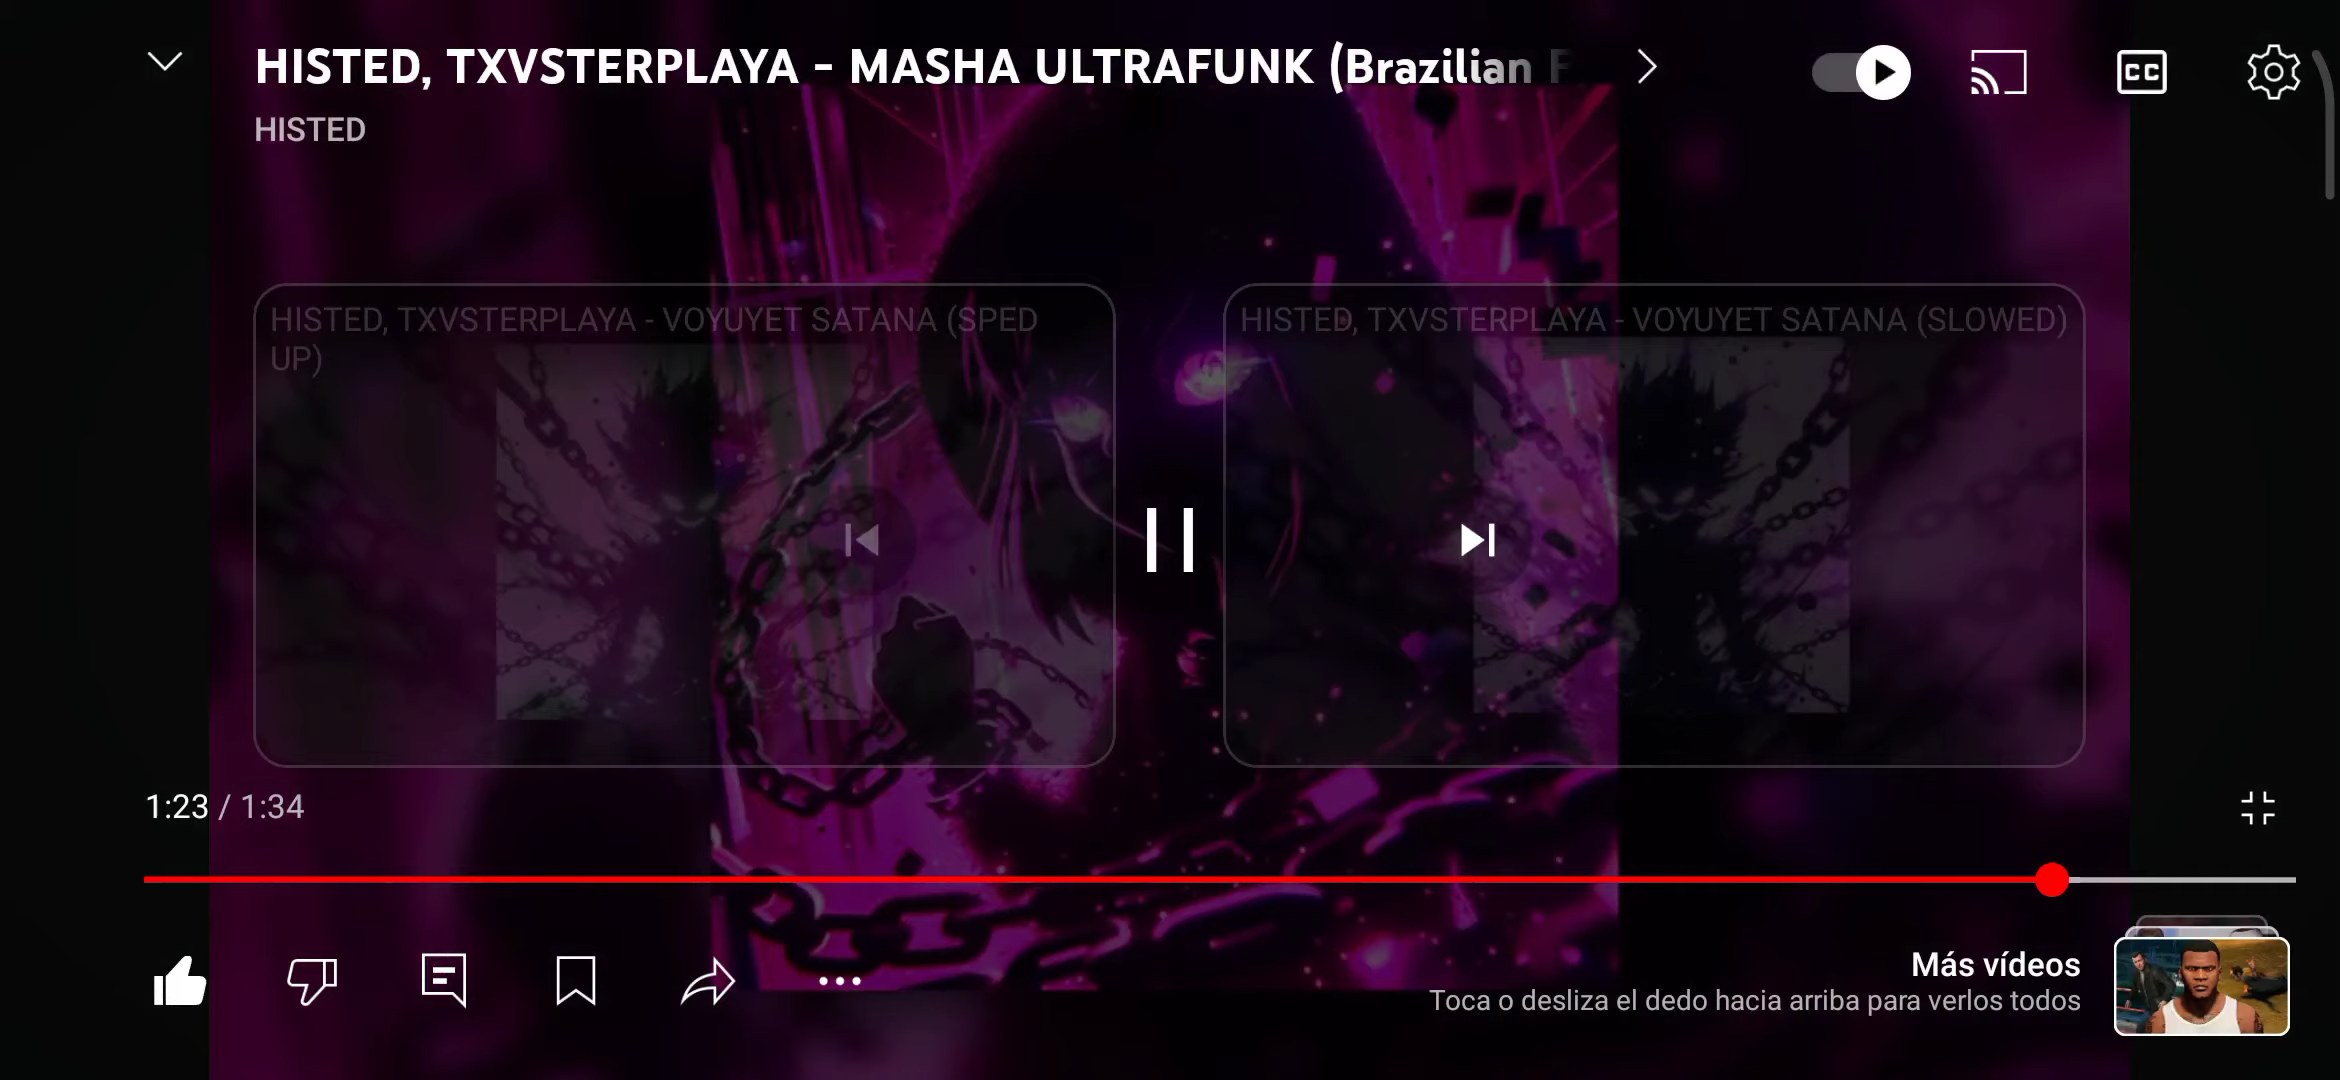 HISTED, TXVSTERPLAYA - MASHA ULTRAFUNK (Brazilian F
HISTED
CC
HISTED, TXVSTERPLAYA - VOYUYET SATANA (SPED
UP)
HISTED, TXVSTERPLAYA - VOYUYET SATANA (SLOWED)
1:23 / 1:34
Más vídeos
Toca o desliza el dedo hacia arriba para verlos todos